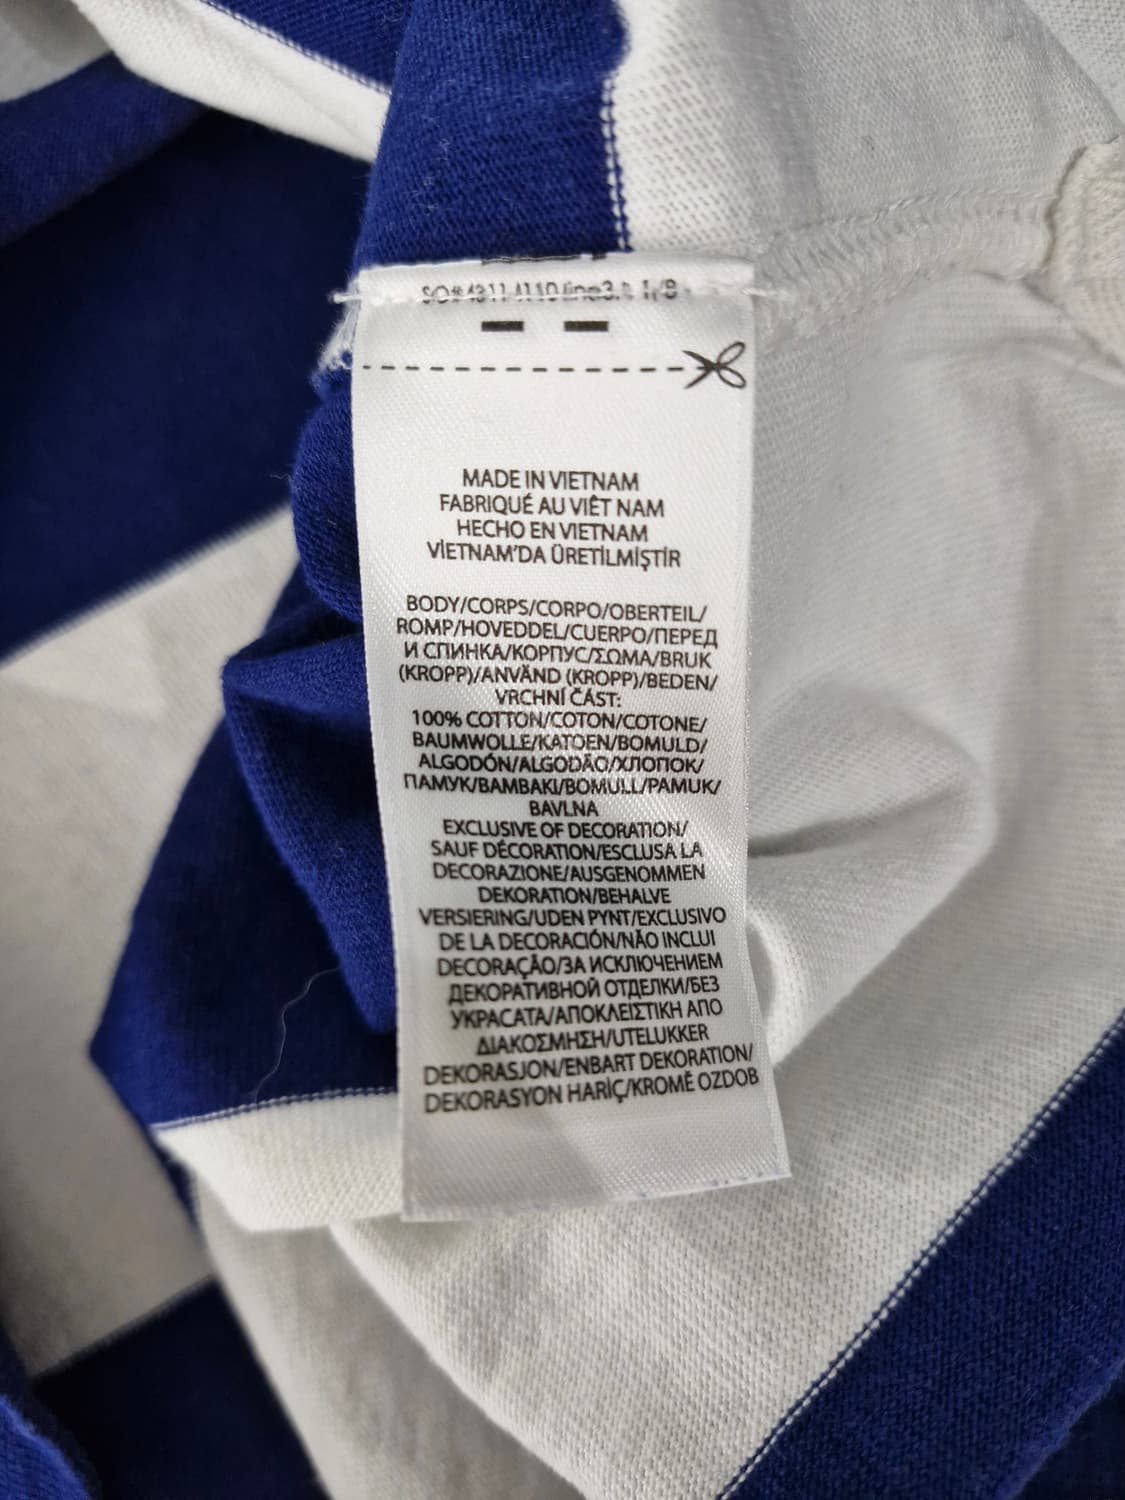 MADE IN VIETNAM
FABRIQUÉ AU VIÊT NAM
HECHO EN VIETNAM
VİETNAM'DA ÜRETİLMİŞTİR
BODY/CORPS/CORPO/OBERTEIL/
ROMP/HOVEDDEL/CUERPO/ПЕРЕД
И СПИНКА/КОРПУС/ΣΩΜΑ/BRUK
(KROPP)/ANVÄND (KROPP)/BEDEN/
VRCHNÍ ČÁST:
100% COTTON/COTON/COTONE/
BAUMWOLLE/KATOEN/BOMULD/
ALGODÓN/ALGODÃO/ХЛОПОК/
ПАМУК/ΒΑΜΒΑΚΙ/BOMULL/PAMUK/
BAVLNA
EXCLUSIVE OF DECORATION/
SAUF DÉCORATION/ESCLUSA LA
DECORAZIONE/AUSGENOMMEN
DEKORATION/BEHALVE
VERSIERING/UDEN PYNT/EXCLUSIVO
DE LA DECORACIÓN/NÃO INCLUI
DECORAÇÃO/ЗА ИСКЛЮЧЕНИЕМ
ДЕКОРАТИВНОЙ ОТДЕЛКИ/БЕЗ
УКРАСАТА/ΑΠΟΚΛΕΙΣΤΙΚΗ ΑΠΟ
ΔΙΑΚΟΣΜΗΣΗ/UTELUKKER
DEKORASJON/ENBART DEKORATION/
DEKORASYON HARİÇ/KROMĚ OZDOB